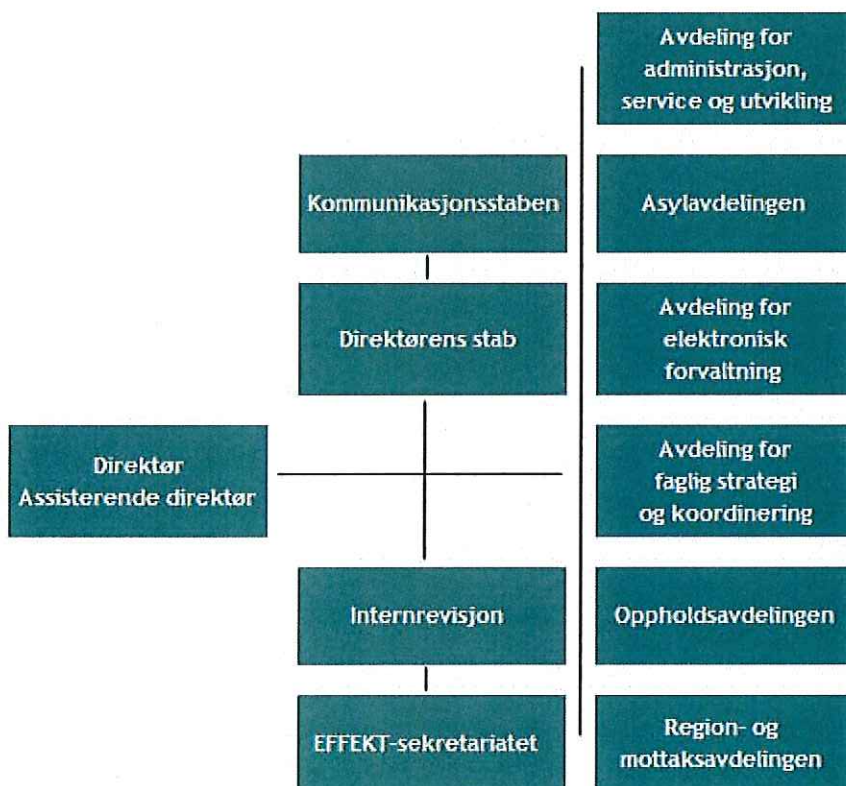 Avdeling for
administrasjon,
service og utvikling
Kommunikasjonsstaben
Asylavdelingen
Direktørens stab
Avdeling for
elektronisk
forvaltning
Direktør
Assisterende direktør
Avdeling for
faglig strategi
og koordinering
Internrevisjon
Oppholdsavdelingen
EFFEKT-sekretariatet
Region- og
mottaksavdelingen